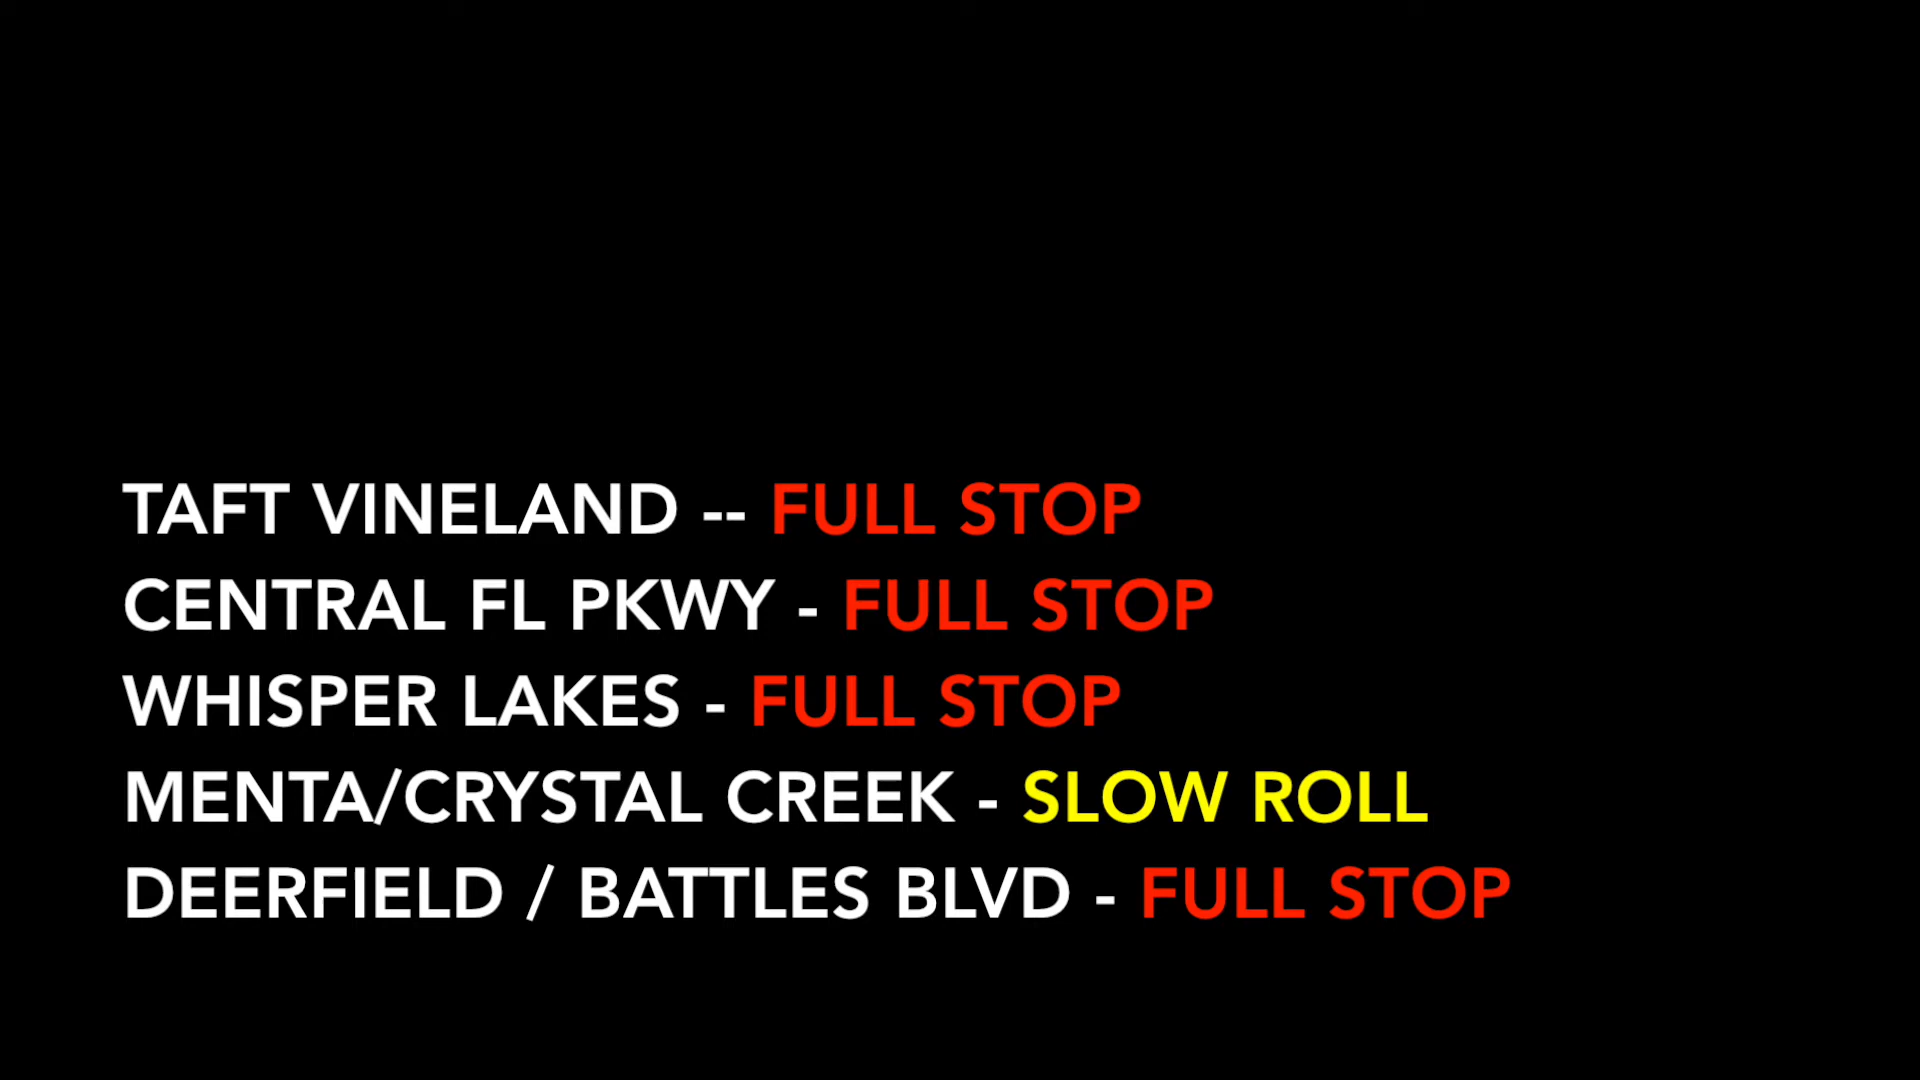 TAFT VINELAND -- FULL STOP
CENTRAL FL PKWY - FULL STOP
WHISPER LAKES - FULL STOP
MENTA/CRYSTAL CREEK - SLOW ROLL
DEERFIELD / BATTLES BLVD - FULL STOP